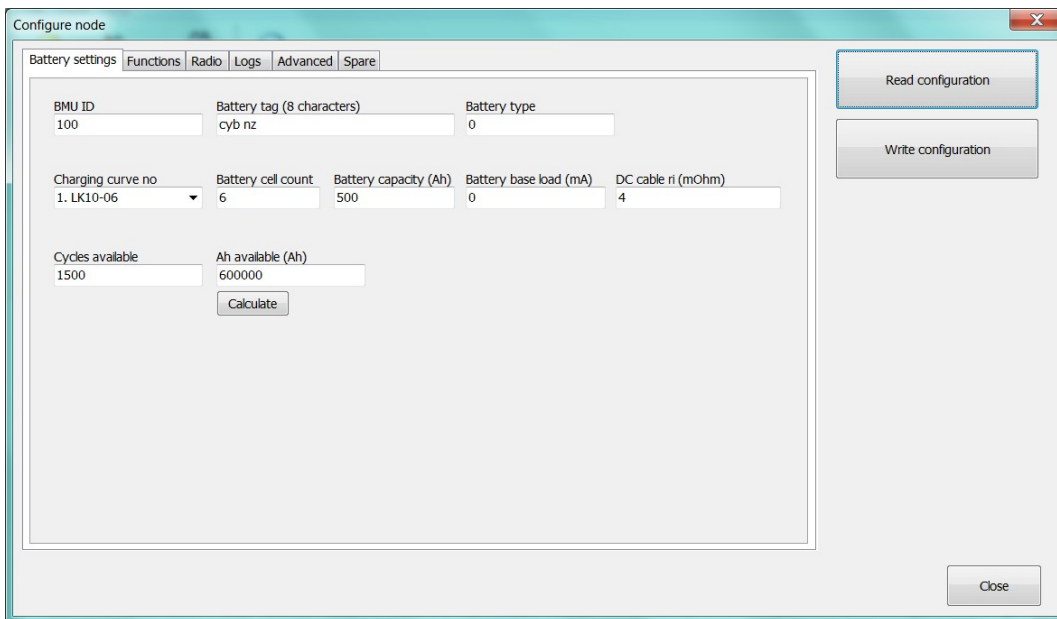 Configure node
Battery settings Functions Radio Logs Advanced Spare
Read configuration
Write configuration
BMU ID Battery tag (8 characters) Battery type
100 cyb nz 0
Charging curve no Battery cell count Battery capacity (Ah) Battery base load (mA) DC cable ri (mOhm)
1. LK10-06 6 500 0 4
Cycles available Ah available (Ah)
1500 600000
Calculate
Close